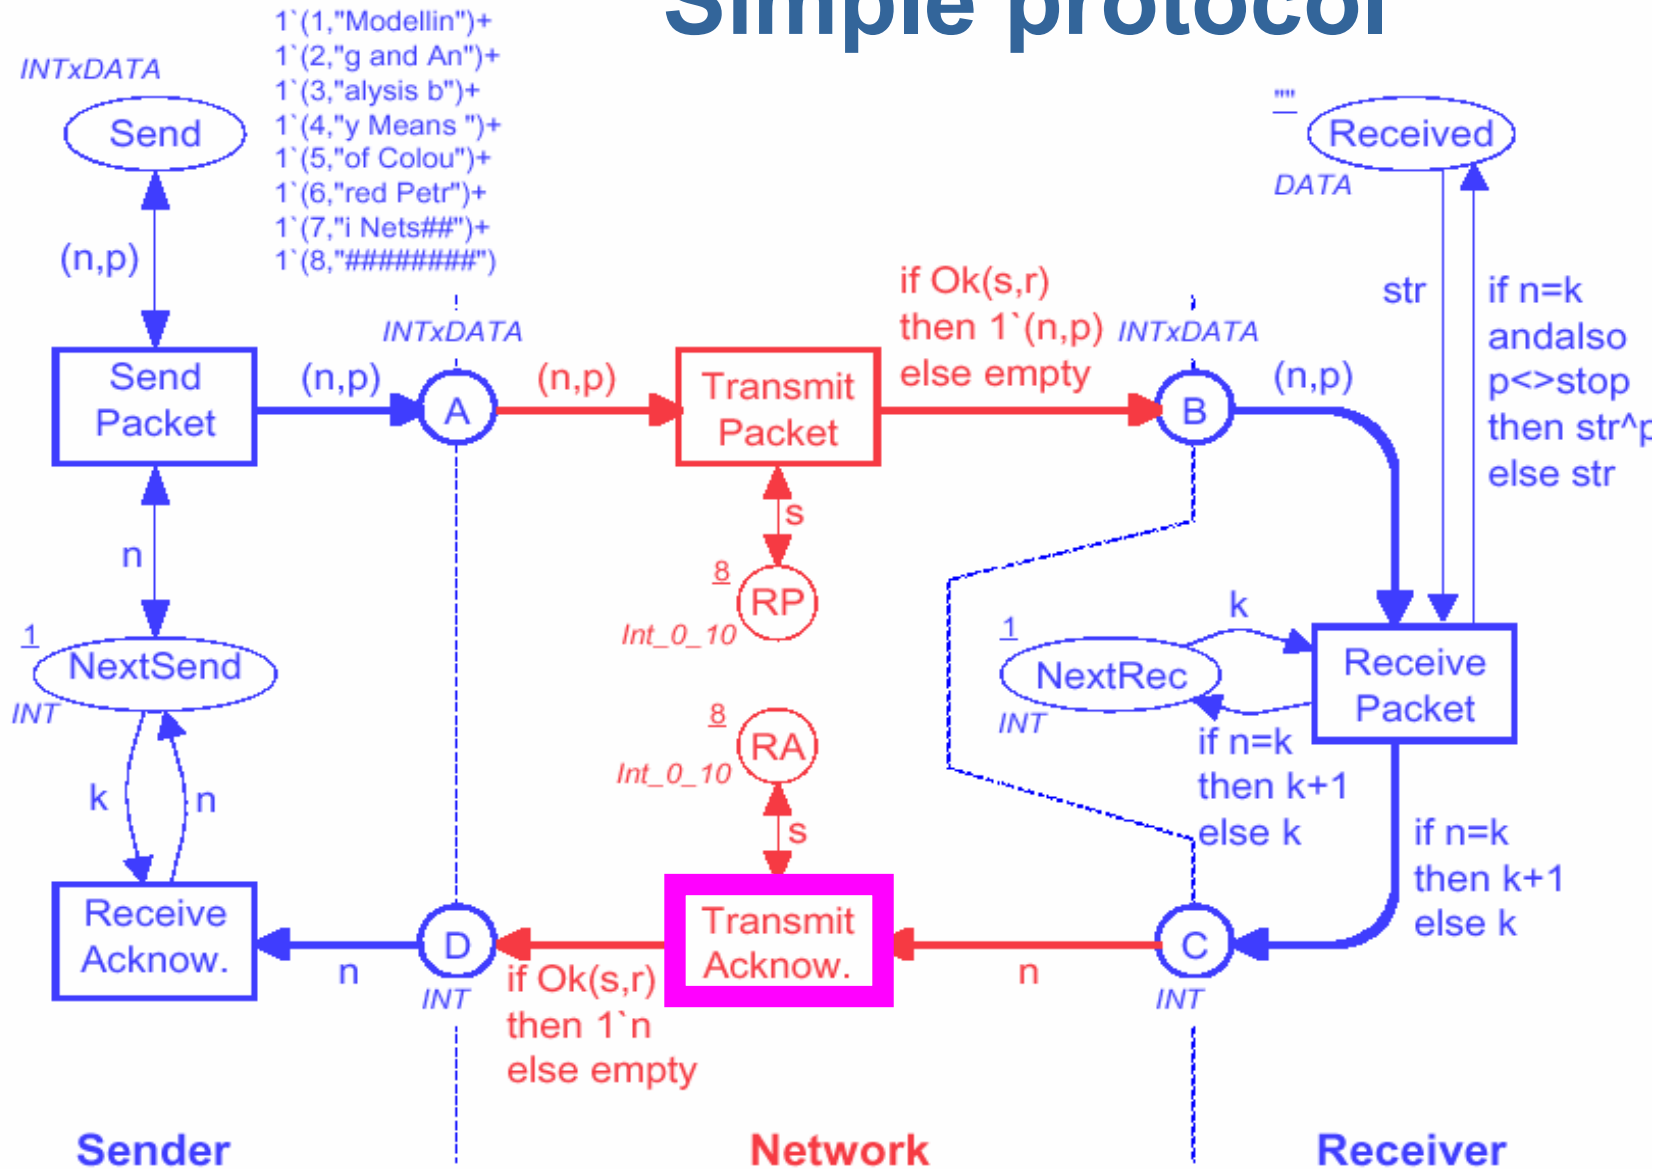 Simple protocol
1`(1,"Modellin")+
1`(2,"g and An")+
1`(3,"alysis b")+
1`(4,"y Means ")+
1`(5,"of Colou")+
1`(6,"red Petr")+
1`(7,"i Nets##")+
1`(8,"########")
INTxDATA
Send
(n,p)
Send
Packet
(n,p)
INTxDATA
A
(n,p)
Transmit
Packet
if Ok(s,r)
then 1`(n,p)
else empty
INTxDATA
B
(n,p)
""
Received
DATA
str
if n=k
andalso
p<>stop
then str^p
else str
n
1
NextSend
INT
k
n
Receive
Acknow.
n
D
INT
s
8
RP
Int_0_10
8
RA
Int_0_10
s
Transmit
Acknow.
if Ok(s,r)
then 1`n
else empty
n
C
INT
1
NextRec
INT
k
if n=k
then k+1
else k
Receive
Packet
if n=k
then k+1
else k
Sender
Network
Receiver